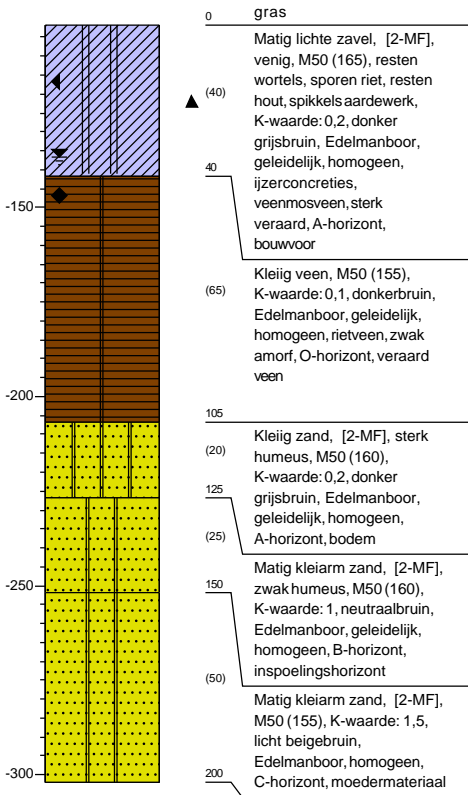 0 gras
Matig lichte zavel, [2-MF],
venig, M50 (165), resten
wortels, sporen riet, resten
(40) hout, spikkels aardewerk,
K-waarde: 0,2, donker
grijsbruin, Edelmanboor,
geleidelijk, homogeen,
40 ijzerconcreties,
veenmosveen, sterk
-150 veraard, A-horizont,
bouwvoor
Kleiig veen, M50 (155),
(65) K-waarde: 0,1, donkerbruin,
Edelmanboor, geleidelijk,
homogeen, rietveen, zwak
amorf, O-horizont, veraard
veen
-200
105
Kleiig zand, [2-MF], sterk
(20) humeus, M50 (160),
K-waarde: 0,2, donker
125 grijsbruin, Edelmanboor,
geleidelijk, homogeen,
(25) A-horizont, bodem
Matig kleiarm zand, [2-MF],
-250 150 zwak humeus, M50 (160),
K-waarde: 1, neutraalbruin,
Edelmanboor, geleidelijk,
homogeen, B-horizont,
inspoelingshorizont
(50)
Matig kleiarm zand, [2-MF],
M50 (155), K-waarde: 1,5,
licht beigebruin,
Edelmanboor, homogeen,
-300 200 C-horizont, moedermateriaal